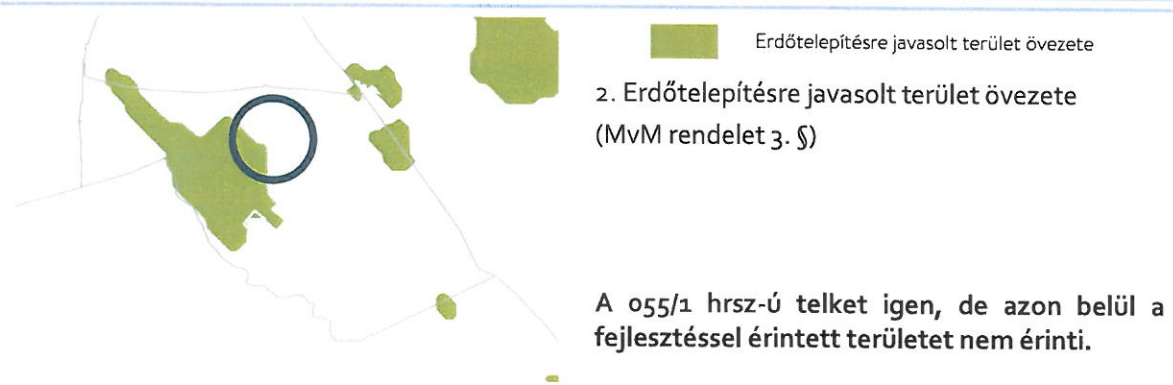 Erdőtelepítésre javasolt terület övezete
2. Erdőtelepítésre javasolt terület övezete
(MvM rendelet 3. §)
A 055/1 hrsz-ú telket igen, de azon belül a
fejlesztéssel érintett területet nem érinti.